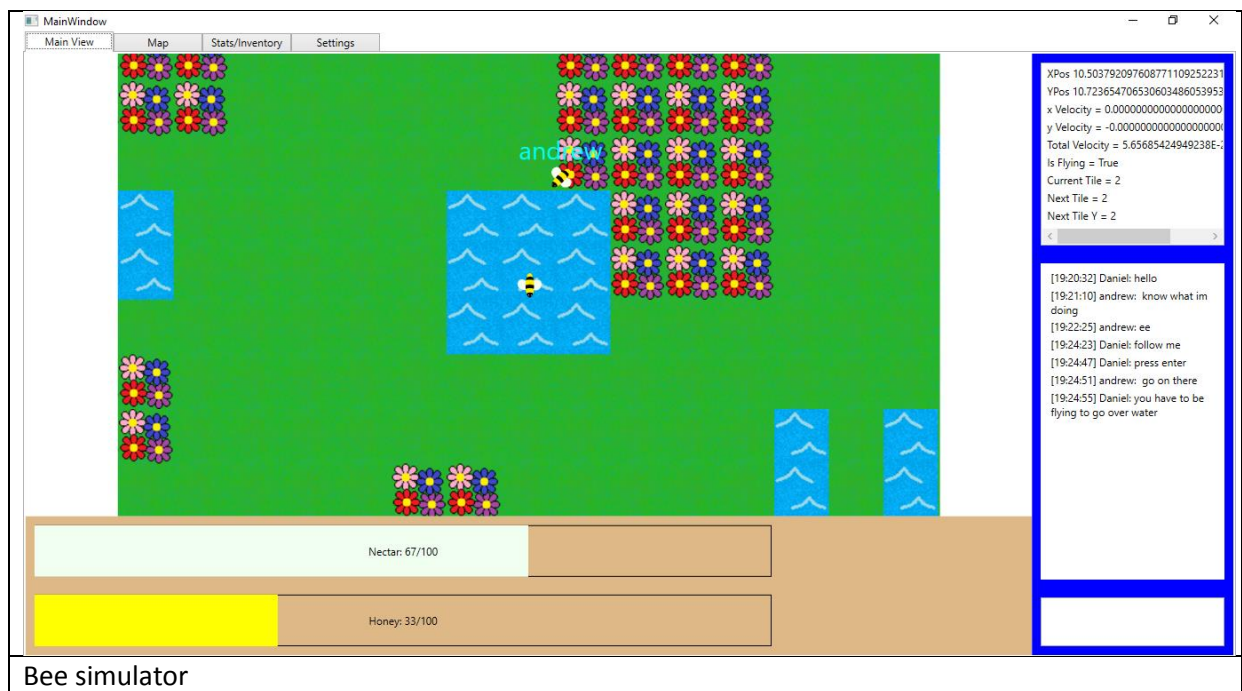 MainWindow
Main View Map Stats/Inventory Settings
andrew
XPos 10.503792097608771109252231
YPos 10.723654706530603486053953
x Velocity = 0.0000000000000000000
y Velocity = -0.000000000000000000
Total Velocity = 5.65685424949238E-
Is Flying = True
Current Tile = 2
Next Tile = 2
Next Tile Y = 2
[19:20:32] Daniel: hello
[19:21:10] andrew: know what im
doing
[19:22:25] andrew: ee
[19:24:23] Daniel: follow me
[19:24:47] Daniel: press enter
[19:24:51] andrew: go on there
[19:24:55] Daniel: you have to be
flying to go over water
Nectar: 67/100
Honey: 33/100
Bee simulator